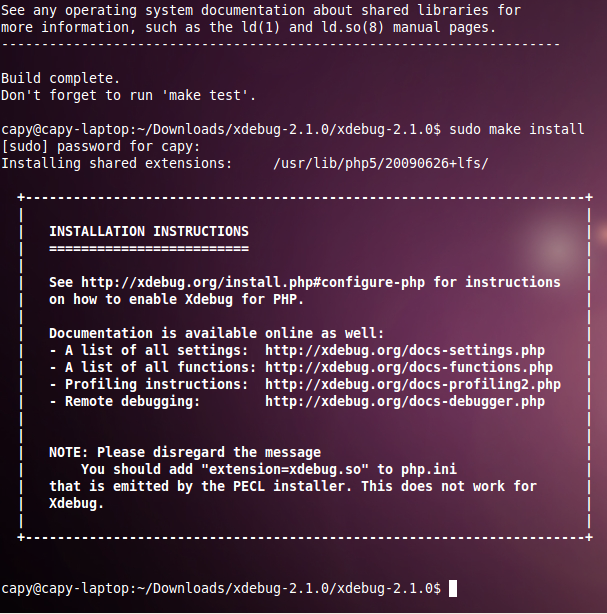 See any operating system documentation about shared libraries for
more information, such as the ld(1) and ld.so(8) manual pages.
----------------------------------------------------------------------
Build complete.
Don't forget to run 'make test'.
capy@capy-laptop:~/Downloads/xdebug-2.1.0/xdebug-2.1.0$ sudo make install
[sudo] password for capy:
Installing shared extensions:     /usr/lib/php5/20090626+lfs/
+----------------------------------------------------------------------+
|                                                                      |
|   INSTALLATION INSTRUCTIONS                                          |
|   =========================                                          |
|                                                                      |
|   See http://xdebug.org/install.php#configure-php for instructions   |
|   on how to enable Xdebug for PHP.                                   |
|                                                                      |
|   Documentation is available online as well:                         |
|   - A list of all settings:  http://xdebug.org/docs-settings.php     |
|   - A list of all functions: http://xdebug.org/docs-functions.php    |
|   - Profiling instructions:  http://xdebug.org/docs-profiling2.php   |
|   - Remote debugging:        http://xdebug.org/docs-debugger.php     |
|                                                                      |
|                                                                      |
|   NOTE: Please disregard the message                                 |
|       You should add "extension=xdebug.so" to php.ini                |
|   that is emitted by the PECL installer. This does not work for      |
|   Xdebug.                                                            |
|                                                                      |
+----------------------------------------------------------------------+
capy@capy-laptop:~/Downloads/xdebug-2.1.0/xdebug-2.1.0$